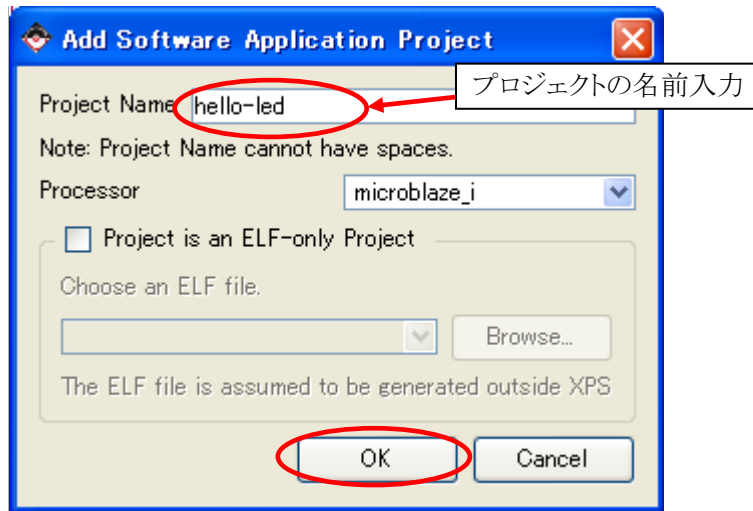 Add Software Application Project
プロジェクトの名前入力
Project Name hello-led
Note: Project Name cannot have spaces.
Processor microblaze_i
Project is an ELF-only Project
Choose an ELF file.
Browse...
The ELF file is assumed to be generated outside XPS
OK Cancel